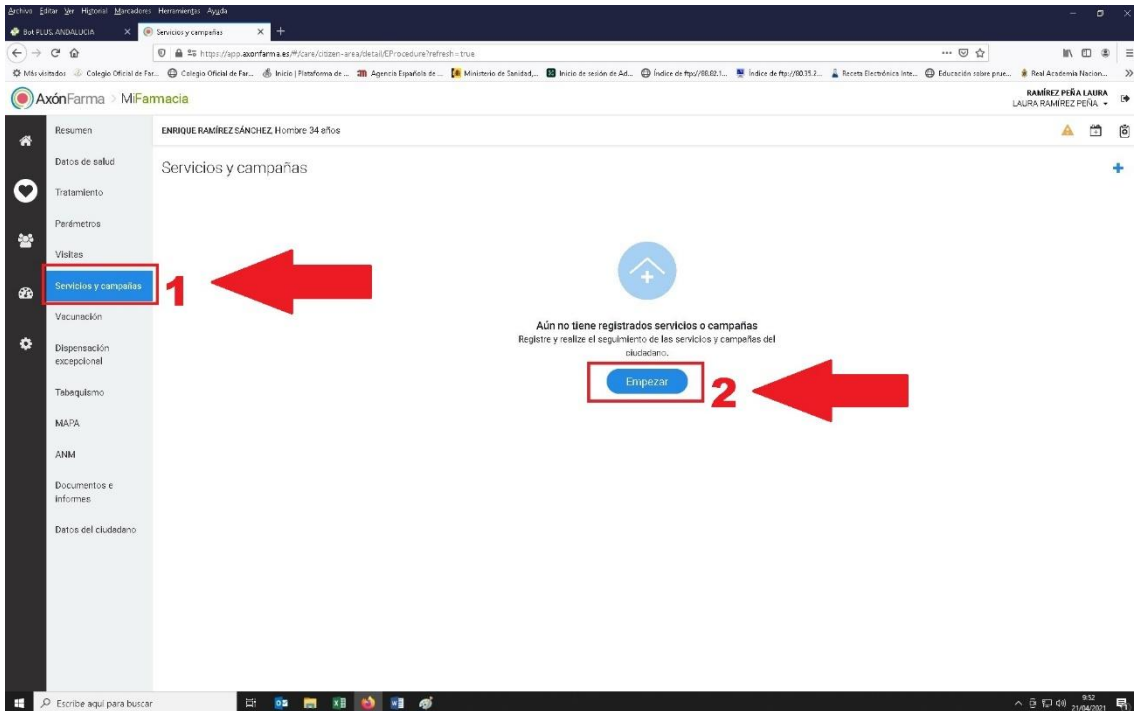 Archivo Editar Ver Historial Marcadores Herramientas Ayuda
Bot PLUS. ANDALUCIA
Servicios y campañas
https://app.axonfarma.es/#/care/citizen-area/detail/EProcedure?refresh=true
Más visitados Colegio Oficial de Far... Colegio Oficial de Far... Inicio | Plataforma de ... Agencia Española de ... Ministerio de Sanidad,... Inicio de sesión de Ad... Índice de ftp://88.82.1... Índice de ftp://80.35.2... Receta Electrónica Inte... Educación sobre prue... Real Academia Nacion...
AxónFarma > MiFarmacia
RAMÍREZ PEÑA LAURA
LAURA RAMÍREZ PEÑA
ENRIQUE RAMÍREZ SÁNCHEZ, Hombre 34 años
Resumen
Datos de salud
Tratamiento
Parámetros
Visitas
Servicios y campañas
Vacunación
Dispensación
excepcional
Tabaquismo
MAPA
ANM
Documentos e
informes
Datos del ciudadano
Servicios y campañas
1
Aún no tiene registrados servicios o campañas
Registre y realize el seguimiento de las servicios y campañas del
ciudadano.
Empezar
2
Escribe aquí para buscar
9:52
21/04/2021